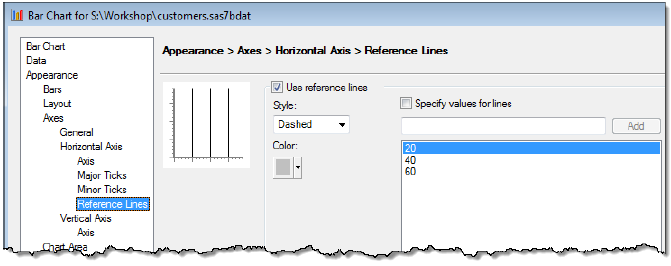 Bar Chart for S:\Workshop\customers.sas7bdat
Bar Chart
Data
Appearance
Bars
Layout
Axes
General
Horizontal Axis
Axis
Major Ticks
Minor Ticks
Reference Lines
Vertical Axis
Axis
Chart Area
Appearance > Axes > Horizontal Axis > Reference Lines
Use reference lines
Style:
Dashed
Color:
Specify values for lines
Add
20
40
60